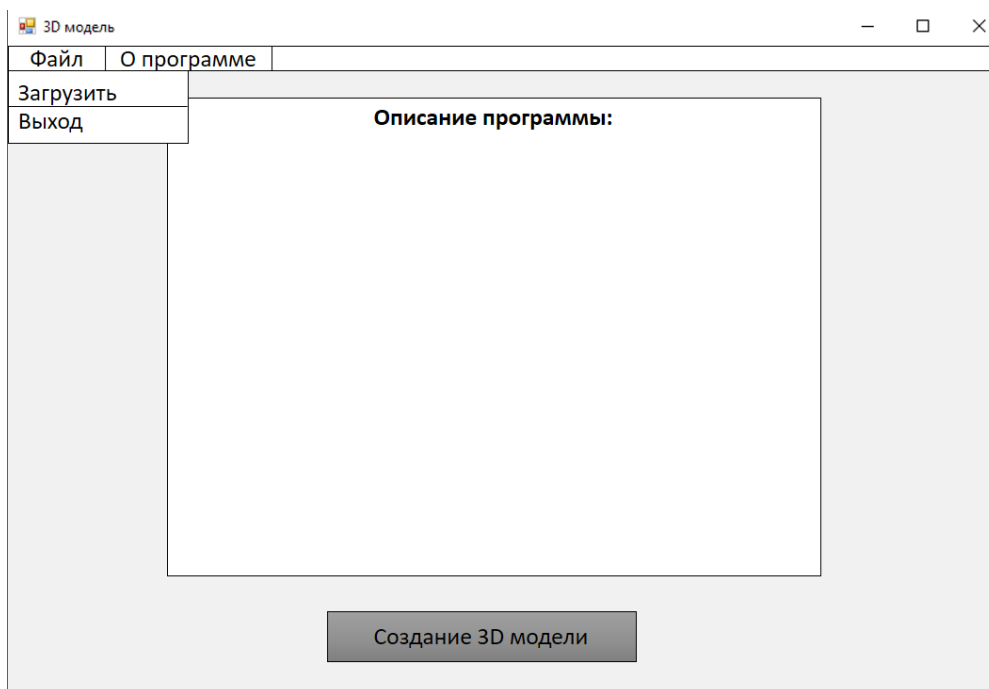 3D модель
Файл О программе
Загрузить
Выход
Описание программы:
Создание 3D модели